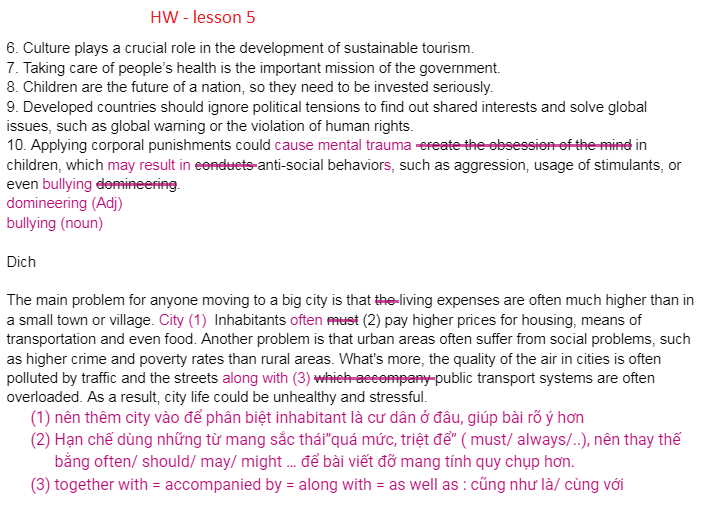 HW - lesson 5
6. Culture plays a crucial role in the development of sustainable tourism.
7. Taking care of people's health is the important mission of the government.
8. Children are the future of a nation, so they need to be invested seriously.
9. Developed countries should ignore political tensions to find out shared interests and solve global
issues, such as global warning or the violation of human rights.
10. Applying corporal punishments could cause mental trauma create the obsession of the mind in
children, which may result in conducts anti-social behaviors, such as aggression, usage of stimulants, or
even bullying domineering.
domineering (Adj)
bullying (noun)
Dich
The main problem for anyone moving to a big city is that the living expenses are often much higher than in
a small town or village. City (1) Inhabitants often must (2) pay higher prices for housing, means of
transportation and even food. Another problem is that urban areas often suffer from social problems, such
as higher crime and poverty rates than rural areas. What's more, the quality of the air in cities is often
polluted by traffic and the streets along with (3) which accompany public transport systems are often
overloaded. As a result, city life could be unhealthy and stressful.
(1) nên thêm city vào để phân biệt inhabitant là cư dân ở đâu, giúp bài rõ ý hơn
(2) Hạn chế dùng những từ mang sắc thái"quá mức, triệt để" ( must/ always/..), nên thay thế
bằng often/ should/ may/ might ... để bài viết đỡ mang tính quy chụp hơn.
(3) together with = accompanied by = along with = as well as : cũng như là/ cùng với